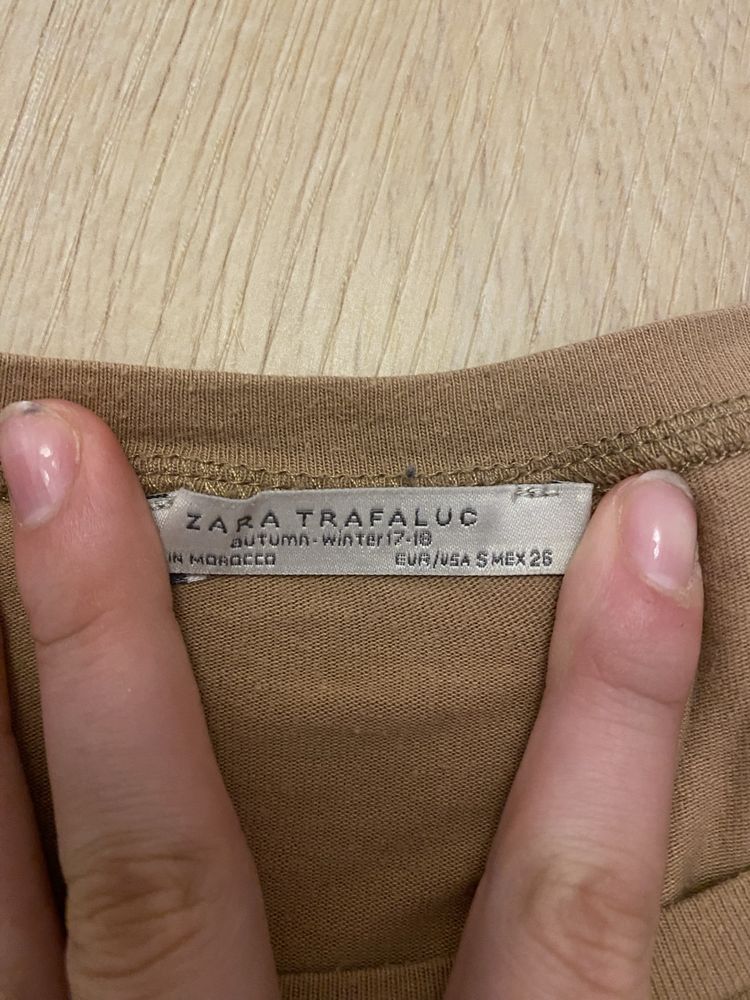 ZARA TRAFALUC
autumn-winter 17-18
IN MOROCCO EUR/USA S MEX 26